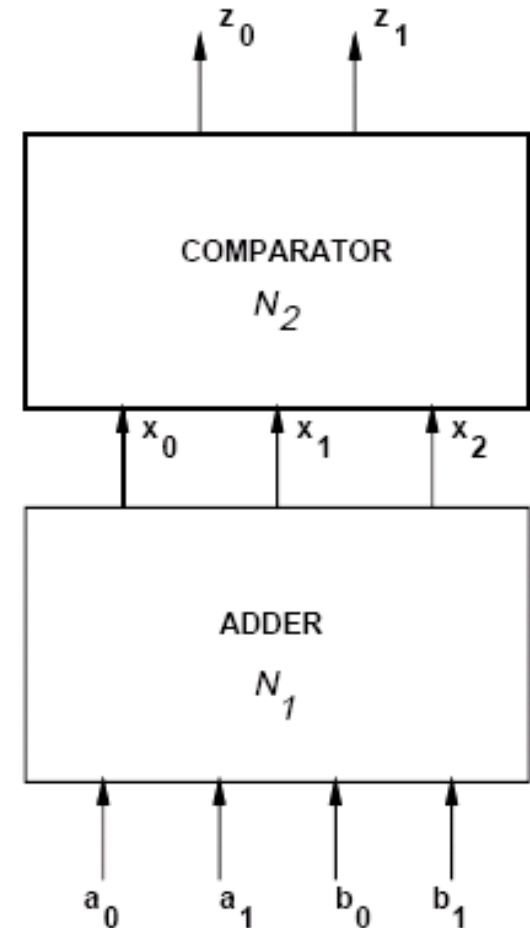 z0 z1
COMPARATOR
N2
x0 x1 x2
ADDER
N1
a0 a1 b0 b1